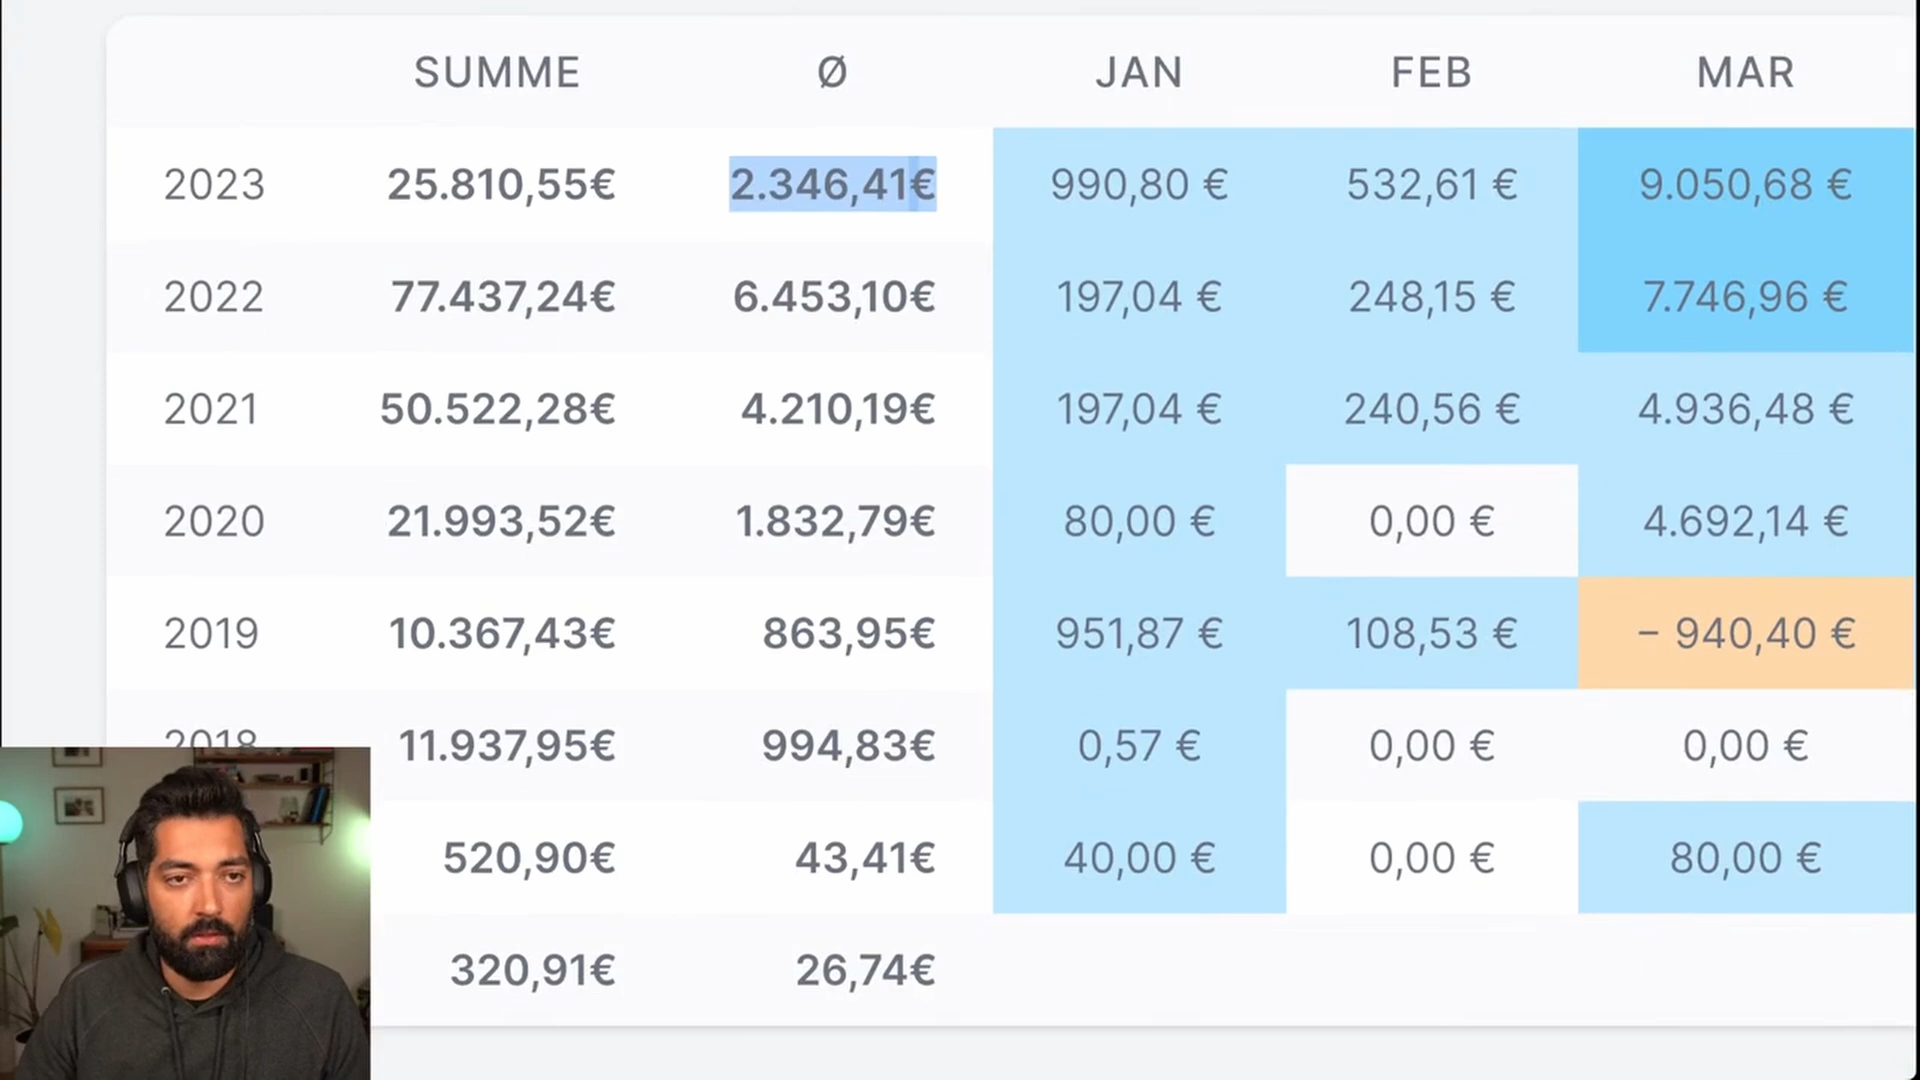 SUMME Ø JAN FEB MAR
2023 25.810,55€ 2.346,41€ 990,80 € 532,61 € 9.050,68 €
2022 77.437,24€ 6.453,10€ 197,04 € 248,15 € 7.746,96 €
2021 50.522,28€ 4.210,19€ 197,04 € 240,56 € 4.936,48 €
2020 21.993,52€ 1.832,79€ 80,00 € 0,00 € 4.692,14 €
2019 10.367,43€ 863,95€ 951,87 € 108,53 € − 940,40 €
2018 11.937,95€ 994,83€ 0,57 € 0,00 € 0,00 €
520,90€ 43,41€ 40,00 € 0,00 € 80,00 €
320,91€ 26,74€